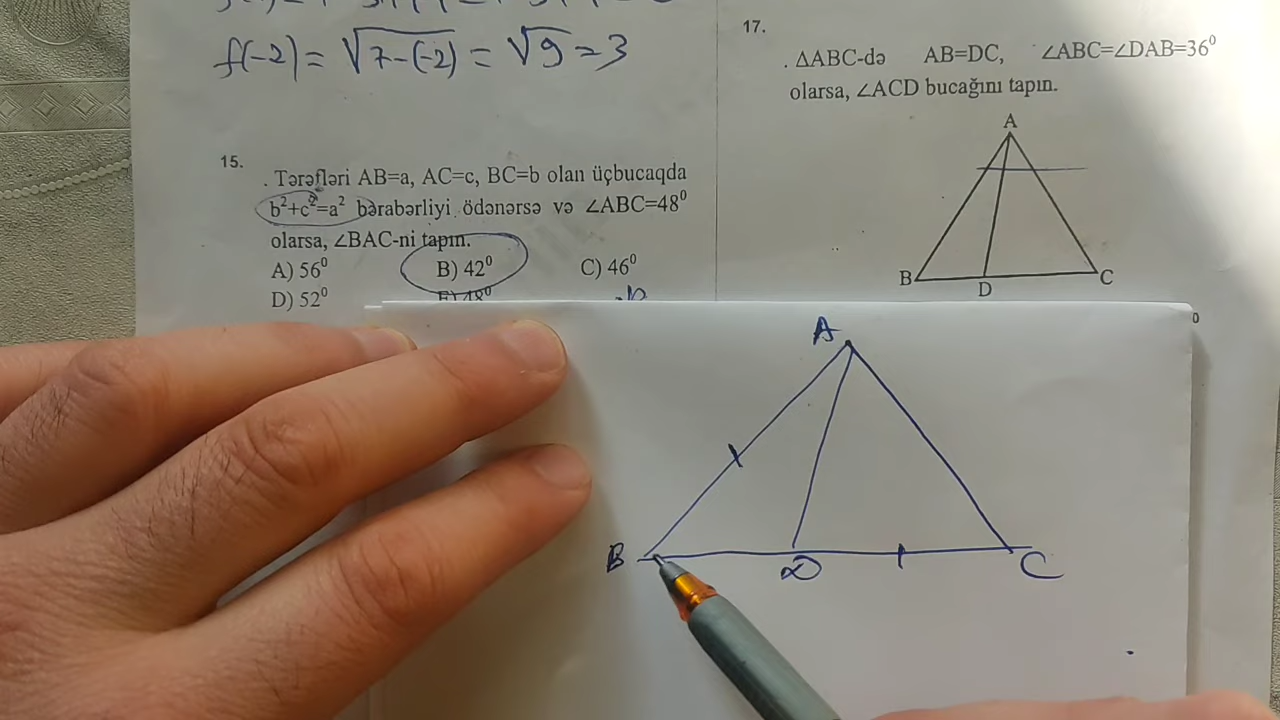 f(-2)=√7-(-2)=√9=3
15.
. Tərəfləri AB=a, AC=c, BC=b olan üçbucaqda
b²+c²=a² bərabərliyi ödənərsə və ∠ABC=48⁰
olarsa, ∠BAC-ni tapın.
A) 56⁰ B) 42⁰ C) 46⁰
D) 52⁰ E) 48⁰
17.
. ΔABC-də AB=DC, ∠ABC=∠DAB=36⁰
olarsa, ∠ACD bucağını tapın.
A
B D C
A
B D C